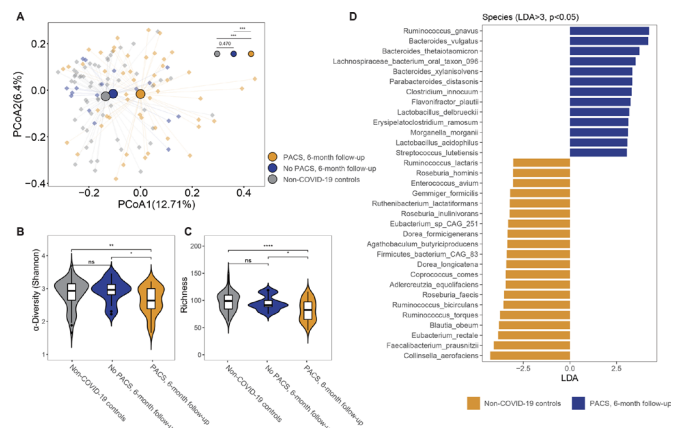 A
0.2
0.0
−0.2
−0.4
PCoA2(6.4%)
−0.2
0.0
0.2
0.4
PCoA1(12.71%)
***
***
0.470
PACS, 6-month follow-up
No PACS, 6-month follow-up
Non-COVID-19 controls
B
α-Diversity (Shannon)
4
3
2
1
**
ns
*
Non-COVID-19 controls
No PACS, 6-month follow-up
PACS, 6-month follow-up
C
Richness
200
150
100
50
0
****
ns
*
Non-COVID-19 controls
No PACS, 6-month follow-up
PACS, 6-month follow-up
D
Species (LDA>3, p<0.05)
Ruminococcus_gnavus
Bacteroides_vulgatus
Bacteroides_thetaiotaomicron
Lachnospiraceae_bacterium_oral_taxon_096
Bacteroides_xylanisolvens
Parabacteroides_distasonis
Clostridium_innocuum
Flavonifractor_plautii
Lactobacillus_delbrueckii
Erysipelatoclostridium_ramosum
Morganella_morganii
Lactobacillus_acidophilus
Streptococcus_lutetiensis
Ruminococcus_lactaris
Roseburia_hominis
Enterococcus_avium
Gemmiger_formicilis
Ruthenibacterium_lactatiformans
Roseburia_inulinivorans
Eubacterium_sp_CAG_251
Dorea_formicigenerans
Agathobaculum_butyriciproducens
Firmicutes_bacterium_CAG_83
Dorea_longicatena
Coprococcus_comes
Adlercreutzia_equolifaciens
Roseburia_faecis
Ruminococcus_bicirculans
Ruminococcus_torques
Blautia_obeum
Eubacterium_rectale
Faecalibacterium_prausnitzii
Collinsella_aerofaciens
−2.5
0.0
2.5
LDA
Non-COVID-19 controls
PACS, 6-month follow-up